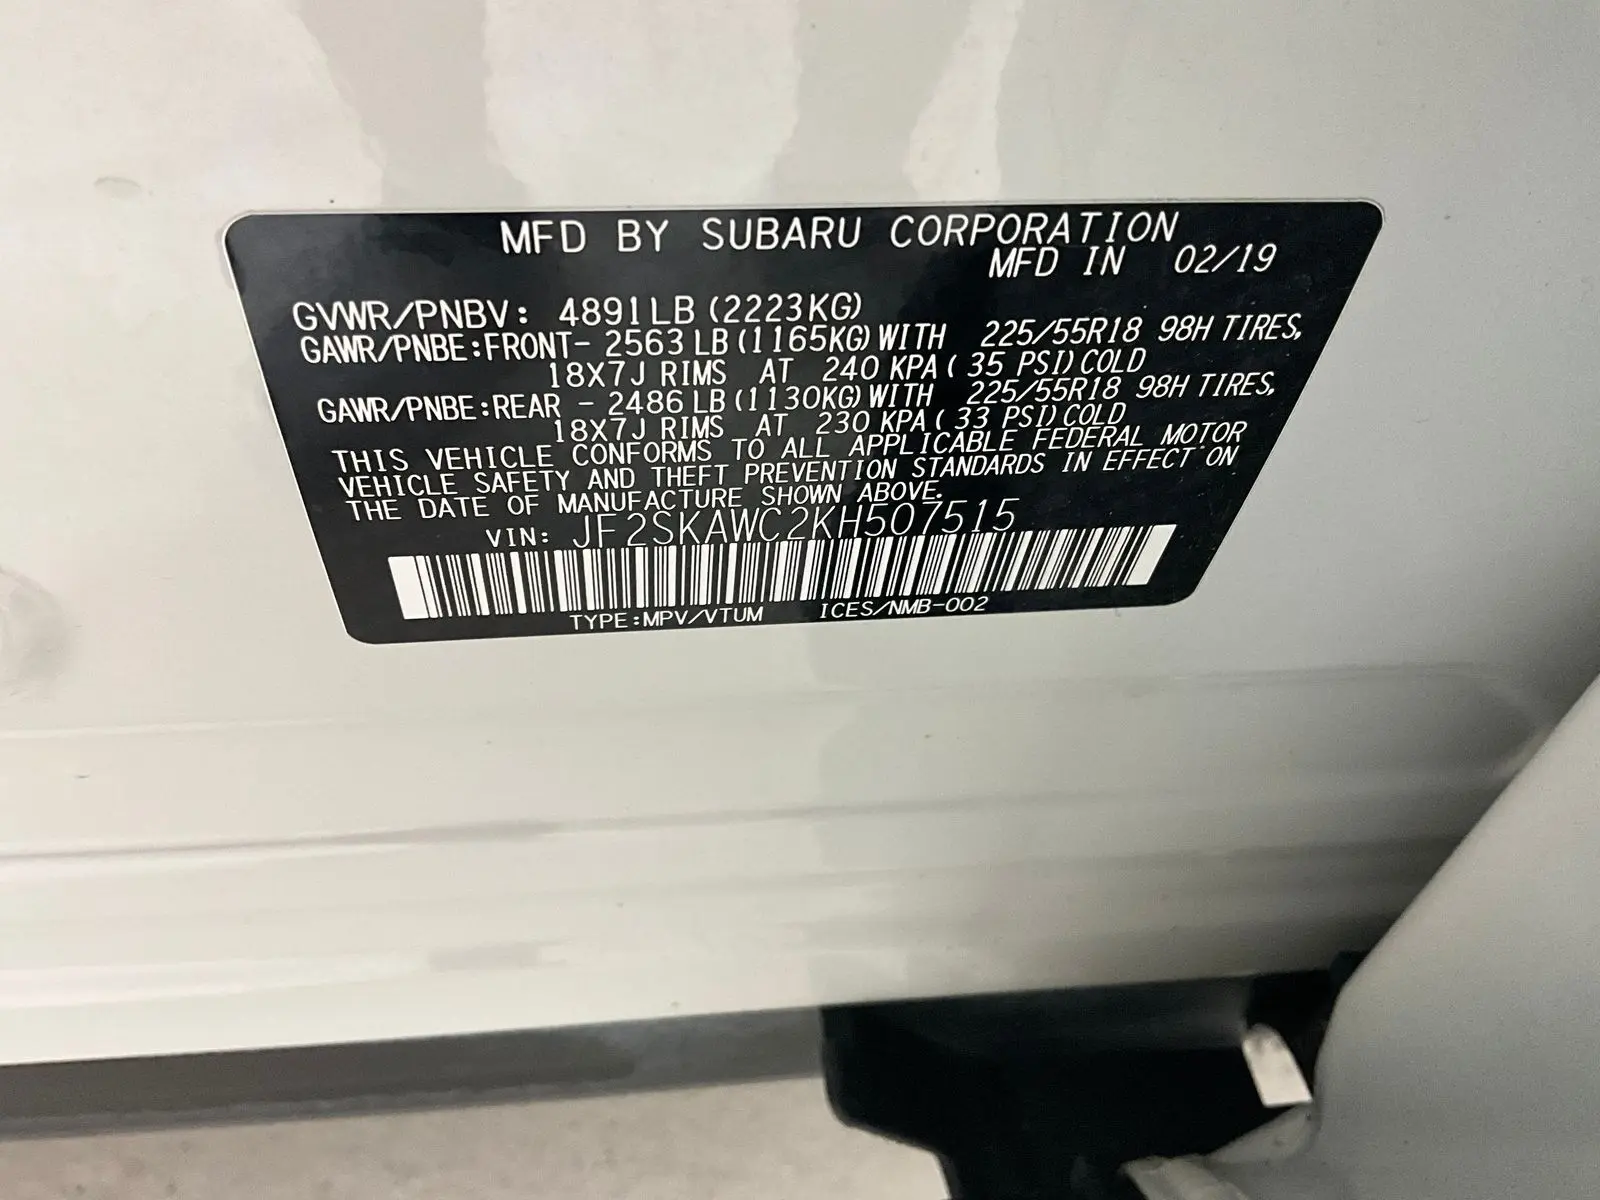 MFD BY SUBARU CORPORATION
MFD IN 02/19
GVWR/PNBV: 4891LB (2223KG)
GAWR/PNBE:FRONT- 2563 LB (1165KG) WITH 225/55R18 98H TIRES,
18X7J RIMS AT 240 KPA ( 35 PSI) COLD
GAWR/PNBE:REAR - 2486 LB (1130KG) WITH 225/55R18 98H TIRES,
18X7J RIMS AT 230 KPA ( 33 PSI) COLD
THIS VEHICLE CONFORMS TO ALL APPLICABLE FEDERAL MOTOR
VEHICLE SAFETY AND THEFT PREVENTION STANDARDS IN EFFECT ON
THE DATE OF MANUFACTURE SHOWN ABOVE.
VIN: JF2SKAWC2KH507515
TYPE:MPV/VTUM ICES/NMB-002